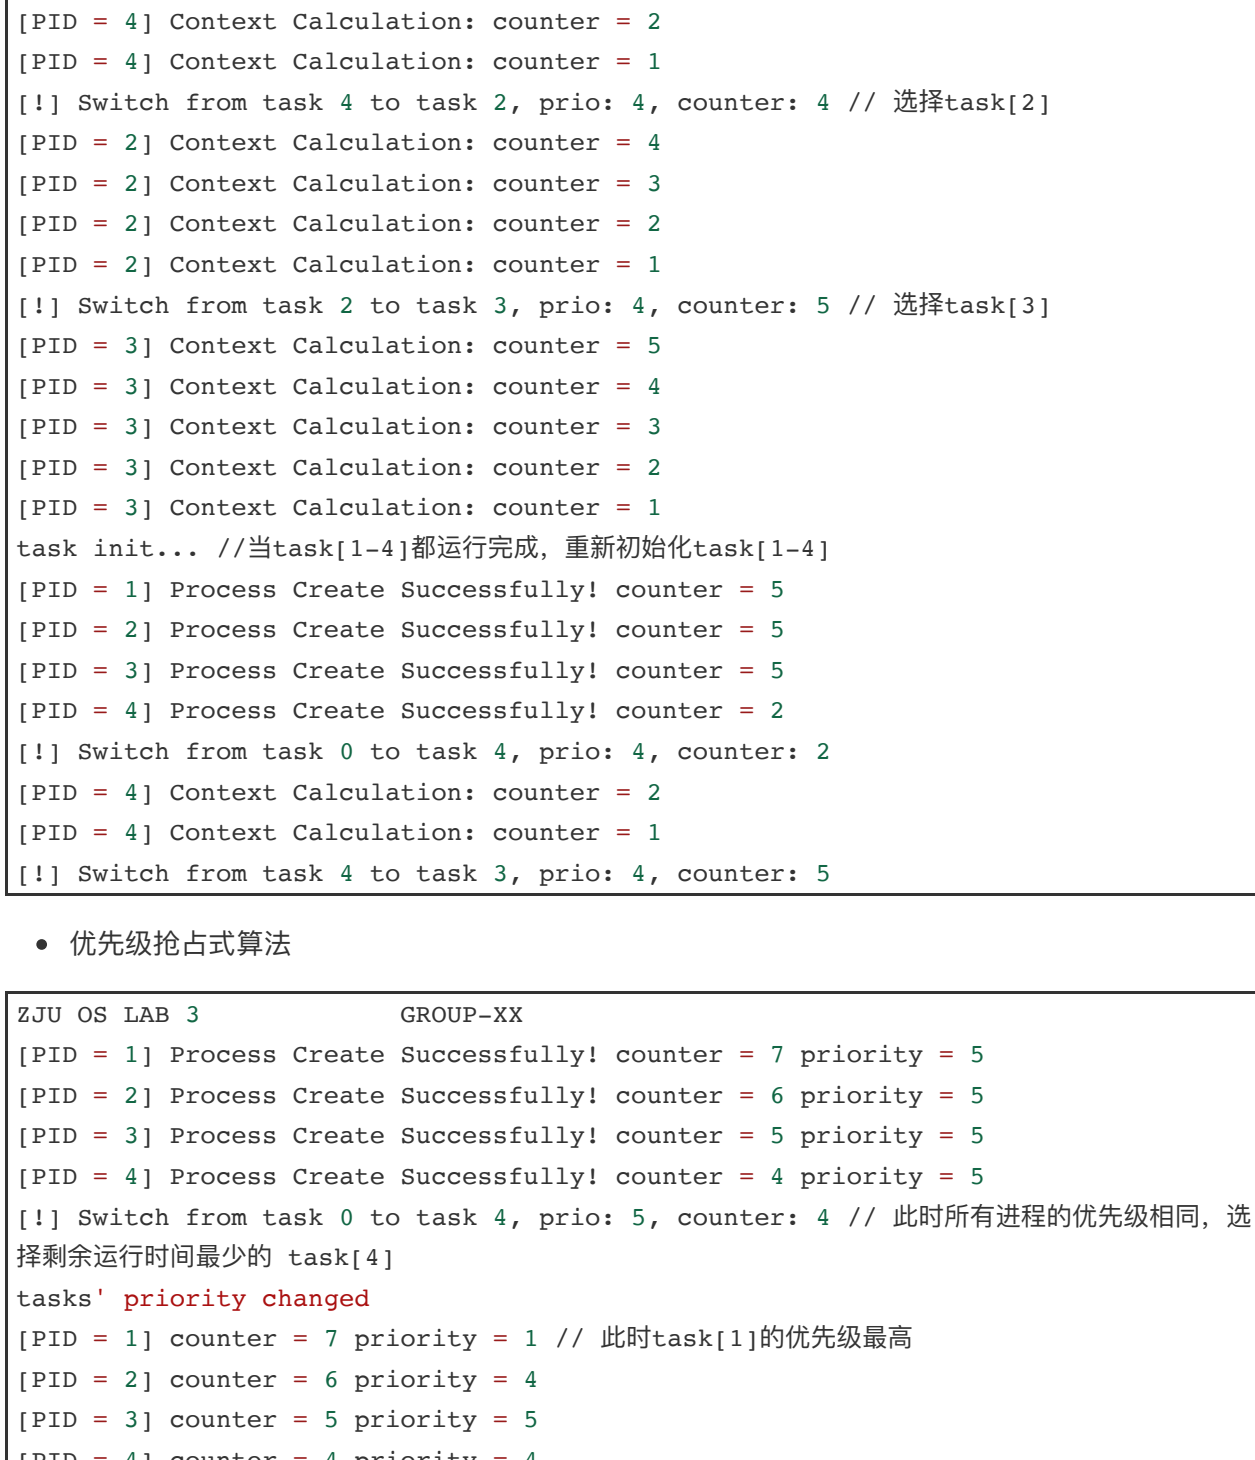 [PID = 4] Context Calculation: counter = 2
[PID = 4] Context Calculation: counter = 1
[!] Switch from task 4 to task 2, prio: 4, counter: 4 // 选择task[2]
[PID = 2] Context Calculation: counter = 4
[PID = 2] Context Calculation: counter = 3
[PID = 2] Context Calculation: counter = 2
[PID = 2] Context Calculation: counter = 1
[!] Switch from task 2 to task 3, prio: 4, counter: 5 // 选择task[3]
[PID = 3] Context Calculation: counter = 5
[PID = 3] Context Calculation: counter = 4
[PID = 3] Context Calculation: counter = 3
[PID = 3] Context Calculation: counter = 2
[PID = 3] Context Calculation: counter = 1
task init... //当task[1-4]都运行完成，重新初始化task[1-4]
[PID = 1] Process Create Successfully! counter = 5
[PID = 2] Process Create Successfully! counter = 5
[PID = 3] Process Create Successfully! counter = 5
[PID = 4] Process Create Successfully! counter = 2
[!] Switch from task 0 to task 4, prio: 4, counter: 2
[PID = 4] Context Calculation: counter = 2
[PID = 4] Context Calculation: counter = 1
[!] Switch from task 4 to task 3, prio: 4, counter: 5
• 优先级抢占式算法
ZJU OS LAB 3 GROUP-XX
[PID = 1] Process Create Successfully! counter = 7 priority = 5
[PID = 2] Process Create Successfully! counter = 6 priority = 5
[PID = 3] Process Create Successfully! counter = 5 priority = 5
[PID = 4] Process Create Successfully! counter = 4 priority = 5
[!] Switch from task 0 to task 4, prio: 5, counter: 4 // 此时所有进程的优先级相同，选
择剩余运行时间最少的 task[4]
tasks' priority changed
[PID = 1] counter = 7 priority = 1 // 此时task[1]的优先级最高
[PID = 2] counter = 6 priority = 4
[PID = 3] counter = 5 priority = 5
[PID = 4] counter = 4 priority = 4